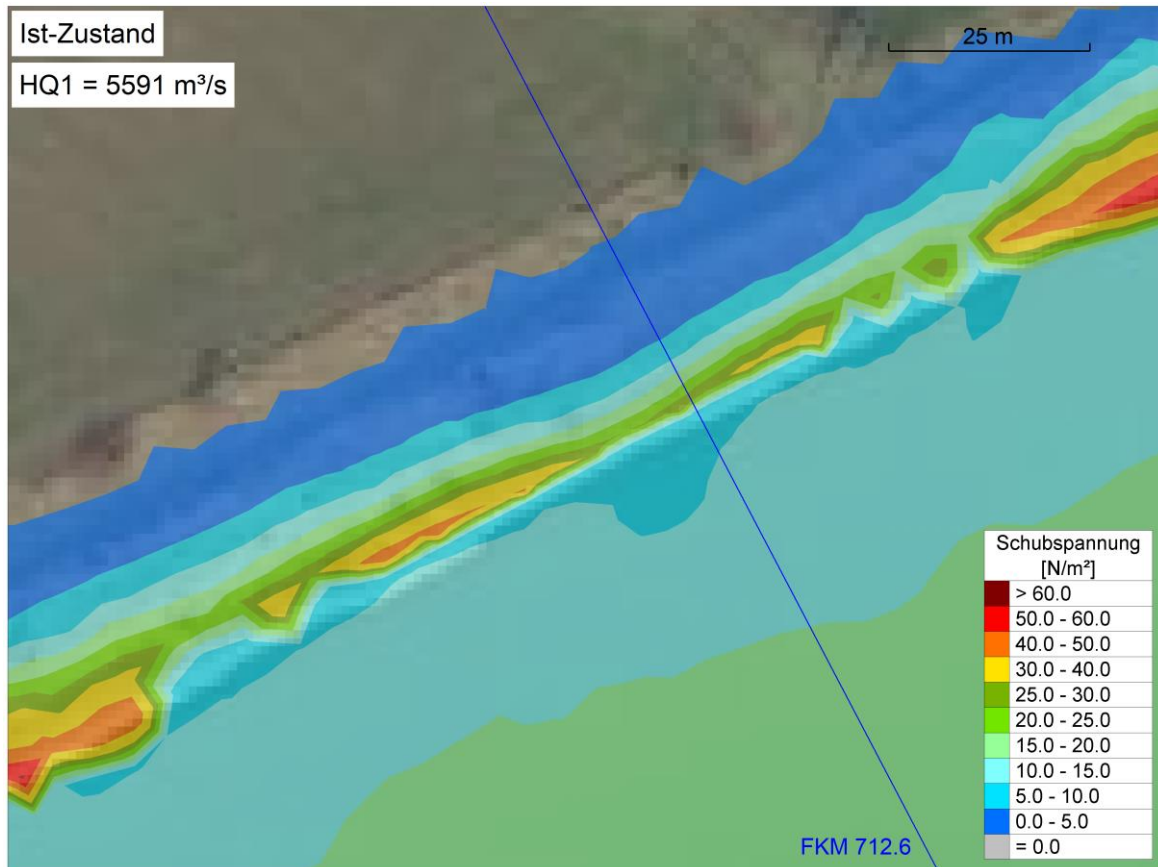 Ist-Zustand
HQ1 = 5591 m³/s
25 m
Schubspannung
[N/m²]
> 60.0
50.0 - 60.0
40.0 - 50.0
30.0 - 40.0
25.0 - 30.0
20.0 - 25.0
15.0 - 20.0
10.0 - 15.0
5.0 - 10.0
0.0 - 5.0
= 0.0
FKM 712.6